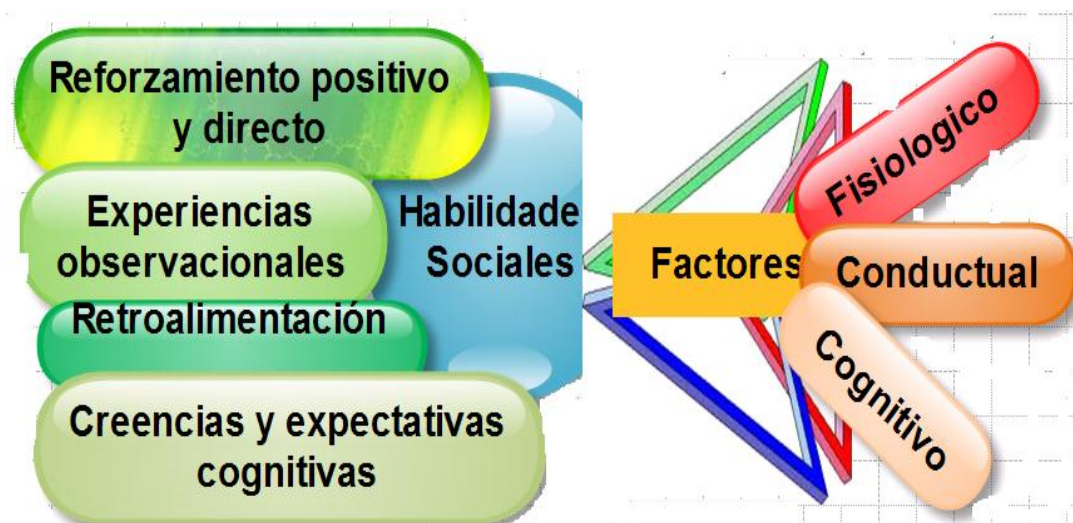 Reforzamiento positivo
y directo
Experiencias
observacionales
Retroalimentación
Creencias y expectativas
cognitivas
Habilidade
Sociales
Factores
Fisiologico
Conductual
Cognitivo